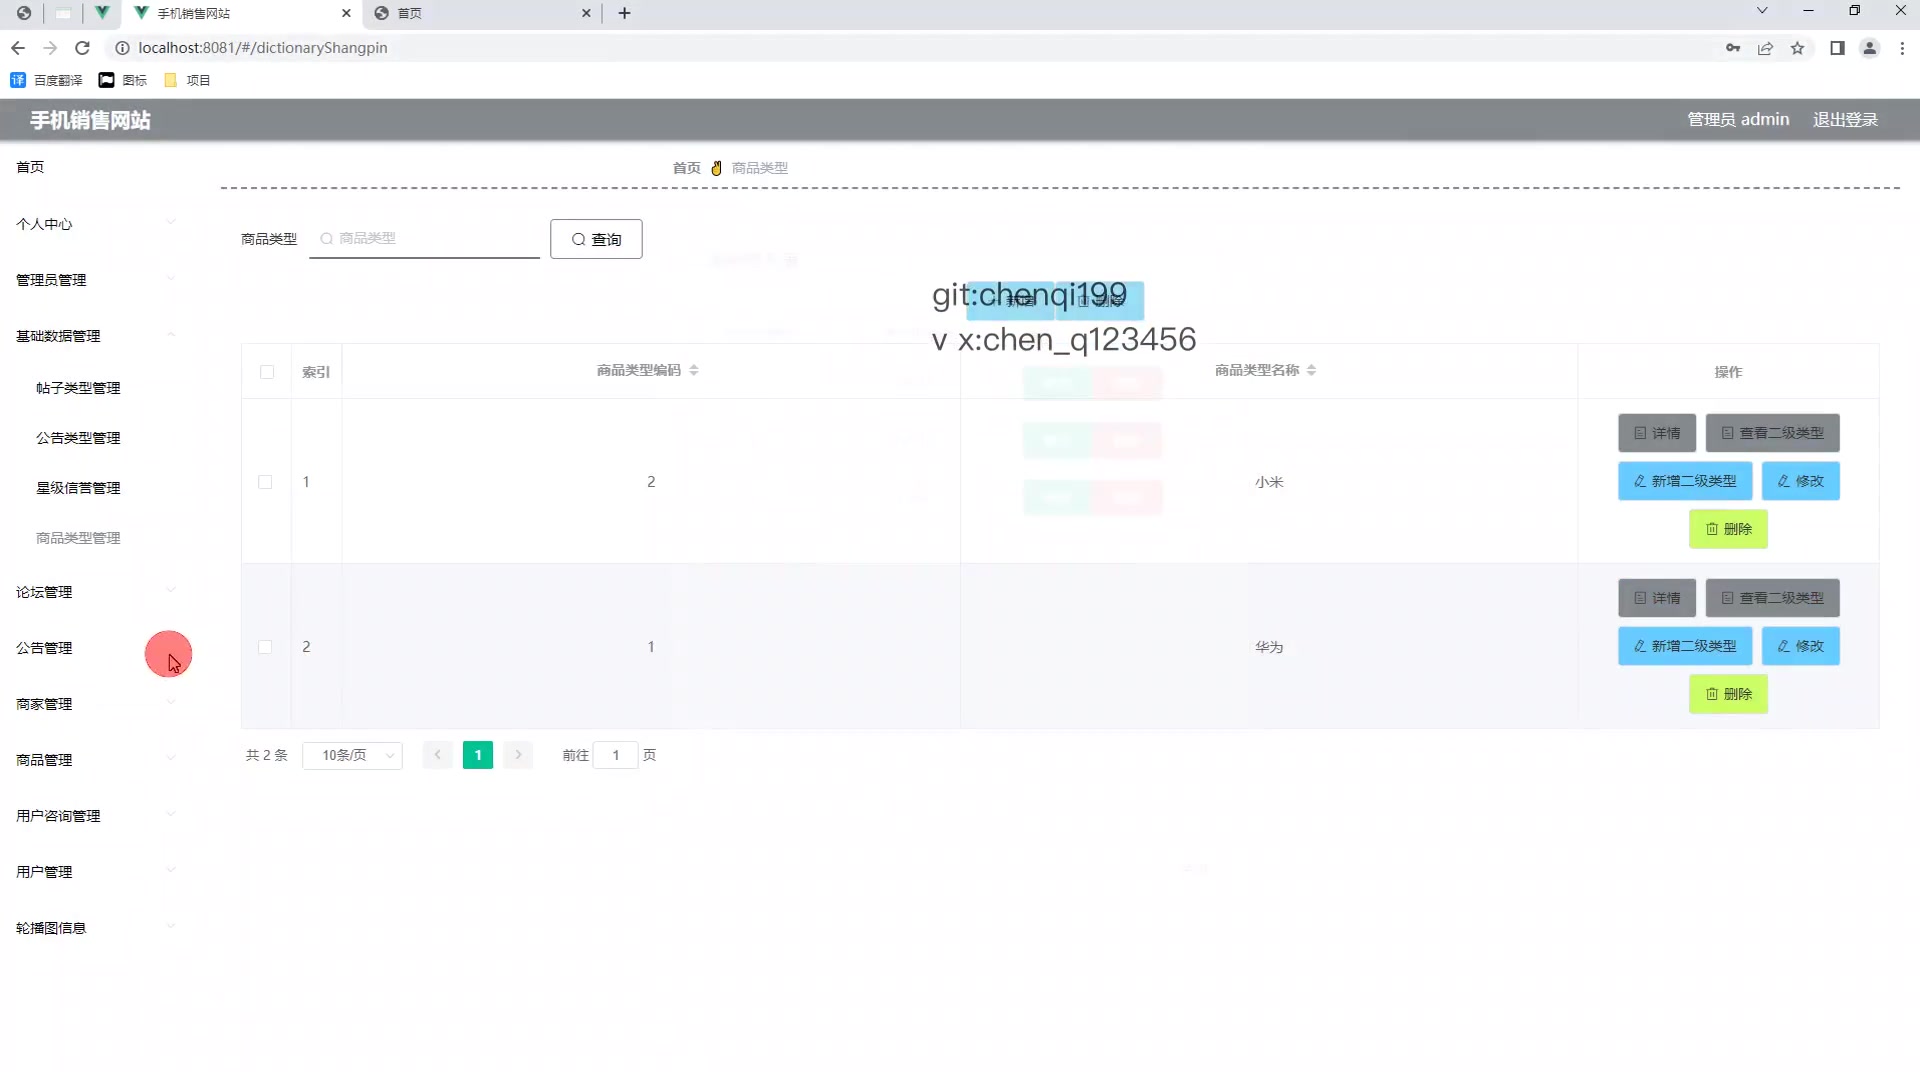 手机销售网站
首页
localhost:8081/#/dictionaryShangpin
译 百度翻译 图标 项目
手机销售网站
管理员 admin 退出登录
首页
个人中心
管理员管理
基础数据管理
帖子类型管理
公告类型管理
星级信誉管理
商品类型管理
论坛管理
公告管理
商家管理
商品管理
用户咨询管理
用户管理
轮播图信息
首页 商品类型
商品类型 商品类型 查询
新增 删除
git:chenqi199
v x:chen_q123456
索引 商品类型编码 商品类型名称 操作
1 2 小米
详情 查看二级类型
新增二级类型 修改
删除
2 1 华为
详情 查看二级类型
新增二级类型 修改
删除
共 2 条 10条/页 1 前往 1 页